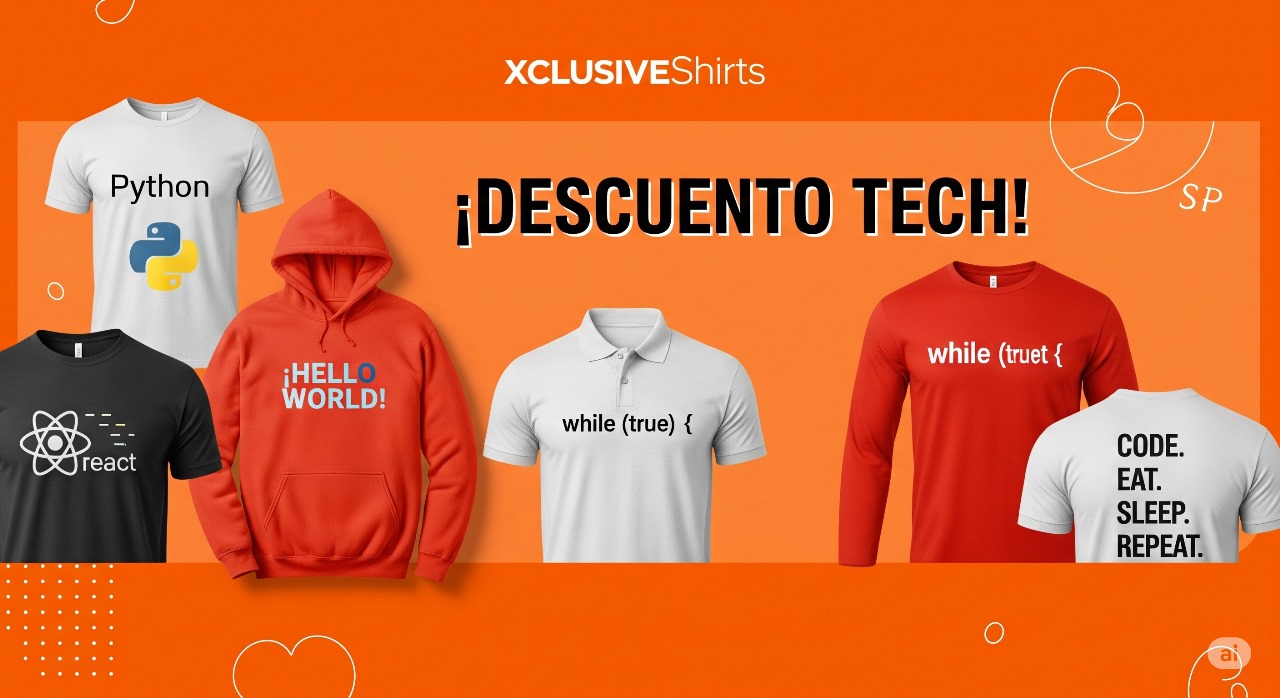 XCLUSIVEShirts
¡DESCUENTO TECH!
SP
Python
react
¡HELLO
WORLD!
while (true) {
while (truet {
CODE.
EAT.
SLEEP.
REPEAT.
ai